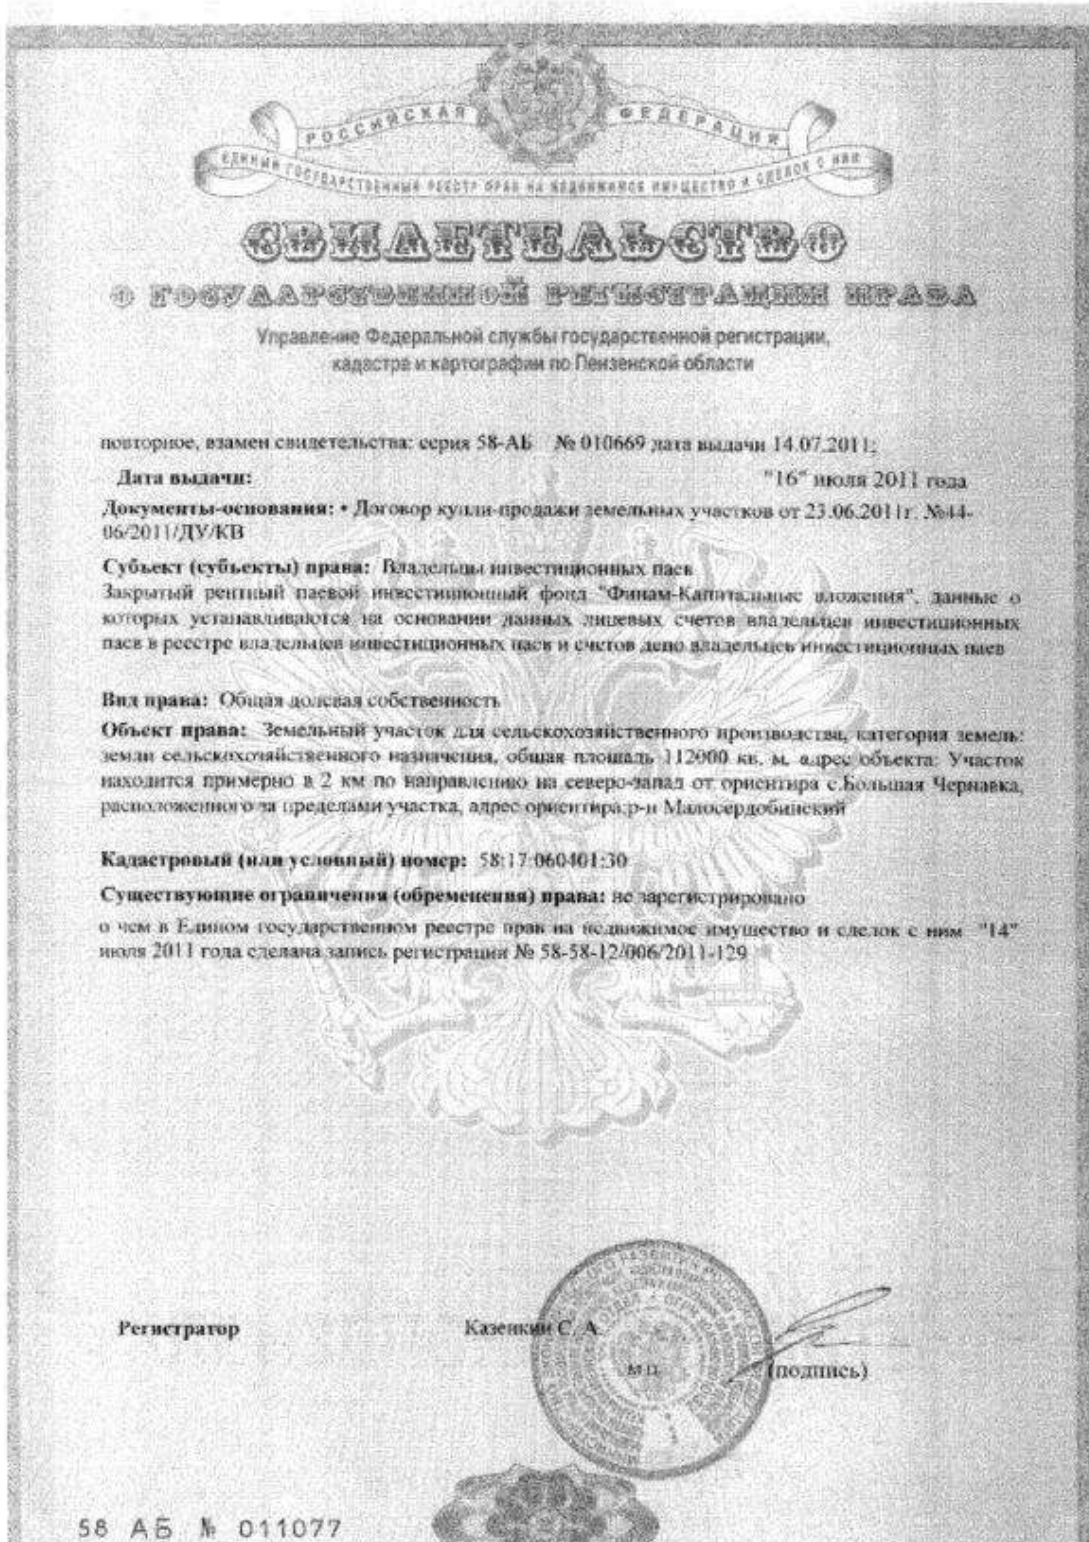 РОССИЙСКАЯ ФЕДЕРАЦИЯ
ЕДИНЫЙ ГОСУДАРСТВЕННЫЙ РЕЕСТР ПРАВ НА НЕДВИЖИМОЕ ИМУЩЕСТВО И СДЕЛОК С НИМ
СВИДЕТЕЛЬСТВО
О ГОСУДАРСТВЕННОЙ РЕГИСТРАЦИИ ПРАВА
Управление Федеральной службы государственной регистрации,
кадастра и картографии по Пензенской области
повторное, взамен свидетельства: серия 58-АБ № 010669 дата выдачи 14.07.2011;
Дата выдачи: "16" июля 2011 года
Документы-основания: • Договор купли-продажи земельных участков от 23.06.2011г. №44-
06/2011/ДУ/КВ
Субъект (субъекты) права: Владельцы инвестиционных паев
Закрытый рентный паевой инвестиционный фонд "Финам-Капитальные вложения", данные о
которых устанавливаются на основании данных лицевых счетов владельцев инвестиционных
паев в реестре владельцев инвестиционных паев и счетов депо владельцев инвестиционных паев
Вид права: Общая долевая собственность
Объект права: Земельный участок для сельскохозяйственного производства, категория земель:
земли сельскохозяйственного назначения, общая площадь 112000 кв. м, адрес объекта: Участок
находится примерно в 2 км по направлению на северо-запад от ориентира с.Большая Чернавка,
расположенного за пределами участка, адрес ориентира:р-н Малосердобинский
Кадастровый (или условный) номер: 58:17:060401:30
Существующие ограничения (обременения) права: не зарегистрировано
о чем в Едином государственном реестре прав на недвижимое имущество и сделок с ним "14"
июля 2011 года сделана запись регистрации № 58-58-12/006/2011-129
Регистратор Казенкин С. А.
м.п. (подпись)
58 АБ № 011077